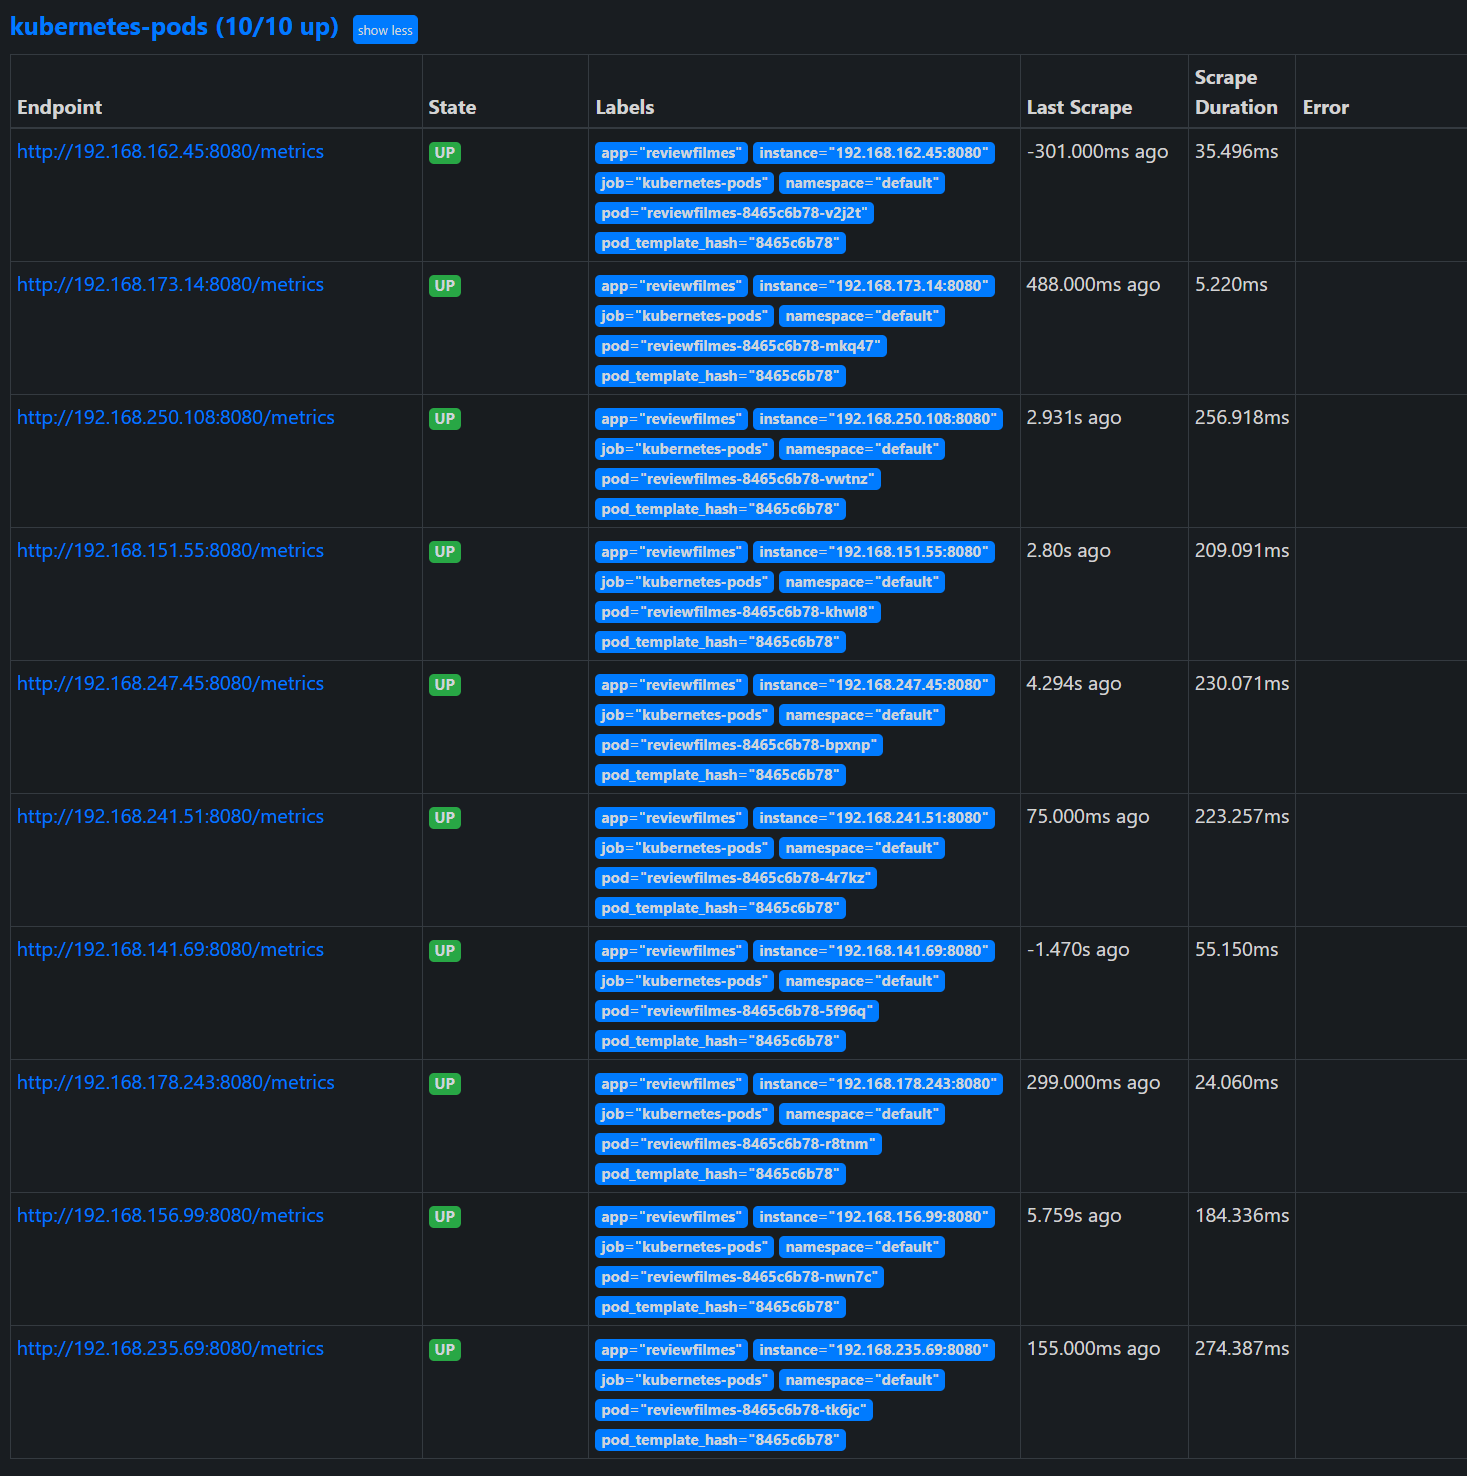 kubernetes-pods (10/10 up) show less
Endpoint State Labels Last Scrape Scrape Duration Error
http://192.168.162.45:8080/metrics UP app="reviewfilmes" instance="192.168.162.45:8080" -301.000ms ago 35.496ms
job="kubernetes-pods" namespace="default"
pod="reviewfilmes-8465c6b78-v2j2t"
pod_template_hash="8465c6b78"
http://192.168.173.14:8080/metrics UP app="reviewfilmes" instance="192.168.173.14:8080" 488.000ms ago 5.220ms
job="kubernetes-pods" namespace="default"
pod="reviewfilmes-8465c6b78-mkq47"
pod_template_hash="8465c6b78"
http://192.168.250.108:8080/metrics UP app="reviewfilmes" instance="192.168.250.108:8080" 2.931s ago 256.918ms
job="kubernetes-pods" namespace="default"
pod="reviewfilmes-8465c6b78-vwtnz"
pod_template_hash="8465c6b78"
http://192.168.151.55:8080/metrics UP app="reviewfilmes" instance="192.168.151.55:8080" 2.80s ago 209.091ms
job="kubernetes-pods" namespace="default"
pod="reviewfilmes-8465c6b78-khwl8"
pod_template_hash="8465c6b78"
http://192.168.247.45:8080/metrics UP app="reviewfilmes" instance="192.168.247.45:8080" 4.294s ago 230.071ms
job="kubernetes-pods" namespace="default"
pod="reviewfilmes-8465c6b78-bpxnp"
pod_template_hash="8465c6b78"
http://192.168.241.51:8080/metrics UP app="reviewfilmes" instance="192.168.241.51:8080" 75.000ms ago 223.257ms
job="kubernetes-pods" namespace="default"
pod="reviewfilmes-8465c6b78-4r7kz"
pod_template_hash="8465c6b78"
http://192.168.141.69:8080/metrics UP app="reviewfilmes" instance="192.168.141.69:8080" -1.470s ago 55.150ms
job="kubernetes-pods" namespace="default"
pod="reviewfilmes-8465c6b78-5f96q"
pod_template_hash="8465c6b78"
http://192.168.178.243:8080/metrics UP app="reviewfilmes" instance="192.168.178.243:8080" 299.000ms ago 24.060ms
job="kubernetes-pods" namespace="default"
pod="reviewfilmes-8465c6b78-r8tnm"
pod_template_hash="8465c6b78"
http://192.168.156.99:8080/metrics UP app="reviewfilmes" instance="192.168.156.99:8080" 5.759s ago 184.336ms
job="kubernetes-pods" namespace="default"
pod="reviewfilmes-8465c6b78-nwn7c"
pod_template_hash="8465c6b78"
http://192.168.235.69:8080/metrics UP app="reviewfilmes" instance="192.168.235.69:8080" 155.000ms ago 274.387ms
job="kubernetes-pods" namespace="default"
pod="reviewfilmes-8465c6b78-tk6jc"
pod_template_hash="8465c6b78"